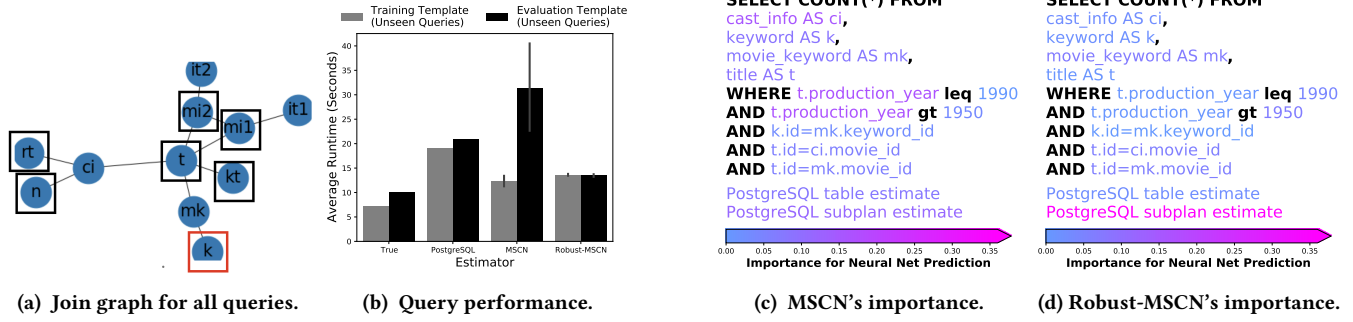 it2
mi2
mi1
it1
rt
ci
t
n
kt
mk
k
(a) Join graph for all queries.
Training Template
(Unseen Queries)
Evaluation Template
(Unseen Queries)
Average Runtime (Seconds)
40
35
30
25
20
15
10
5
0
True
PostgreSQL
MSCN
Robust-MSCN
Estimator
(b) Query performance.
SELECT COUNT(*) FROM
cast_info AS ci,
keyword AS k,
movie_keyword AS mk,
title AS t
WHERE t.production_year leq 1990
AND t.production_year gt 1950
AND k.id=mk.keyword_id
AND t.id=ci.movie_id
AND t.id=mk.movie_id
PostgreSQL table estimate
PostgreSQL subplan estimate
0.00 0.05 0.10 0.15 0.20 0.25 0.30 0.35
Importance for Neural Net Prediction
(c) MSCN's importance.
SELECT COUNT(*) FROM
cast_info AS ci,
keyword AS k,
movie_keyword AS mk,
title AS t
WHERE t.production_year leq 1990
AND t.production_year gt 1950
AND k.id=mk.keyword_id
AND t.id=ci.movie_id
AND t.id=mk.movie_id
PostgreSQL table estimate
PostgreSQL subplan estimate
0.00 0.05 0.10 0.15 0.20 0.25 0.30 0.35
Importance for Neural Net Prediction
(d) Robust-MSCN's importance.